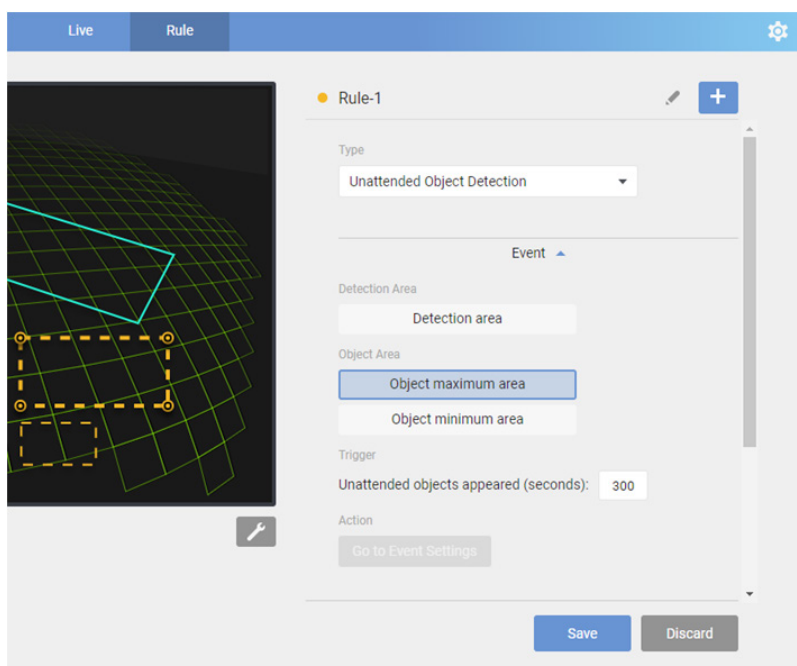 Live Rule
Rule-1
Type
Unattended Object Detection
Event
Detection Area
Detection area
Object Area
Object maximum area
Object minimum area
Trigger
Unattended objects appeared (seconds): 300
Action
Go to Event Settings
Save Discard